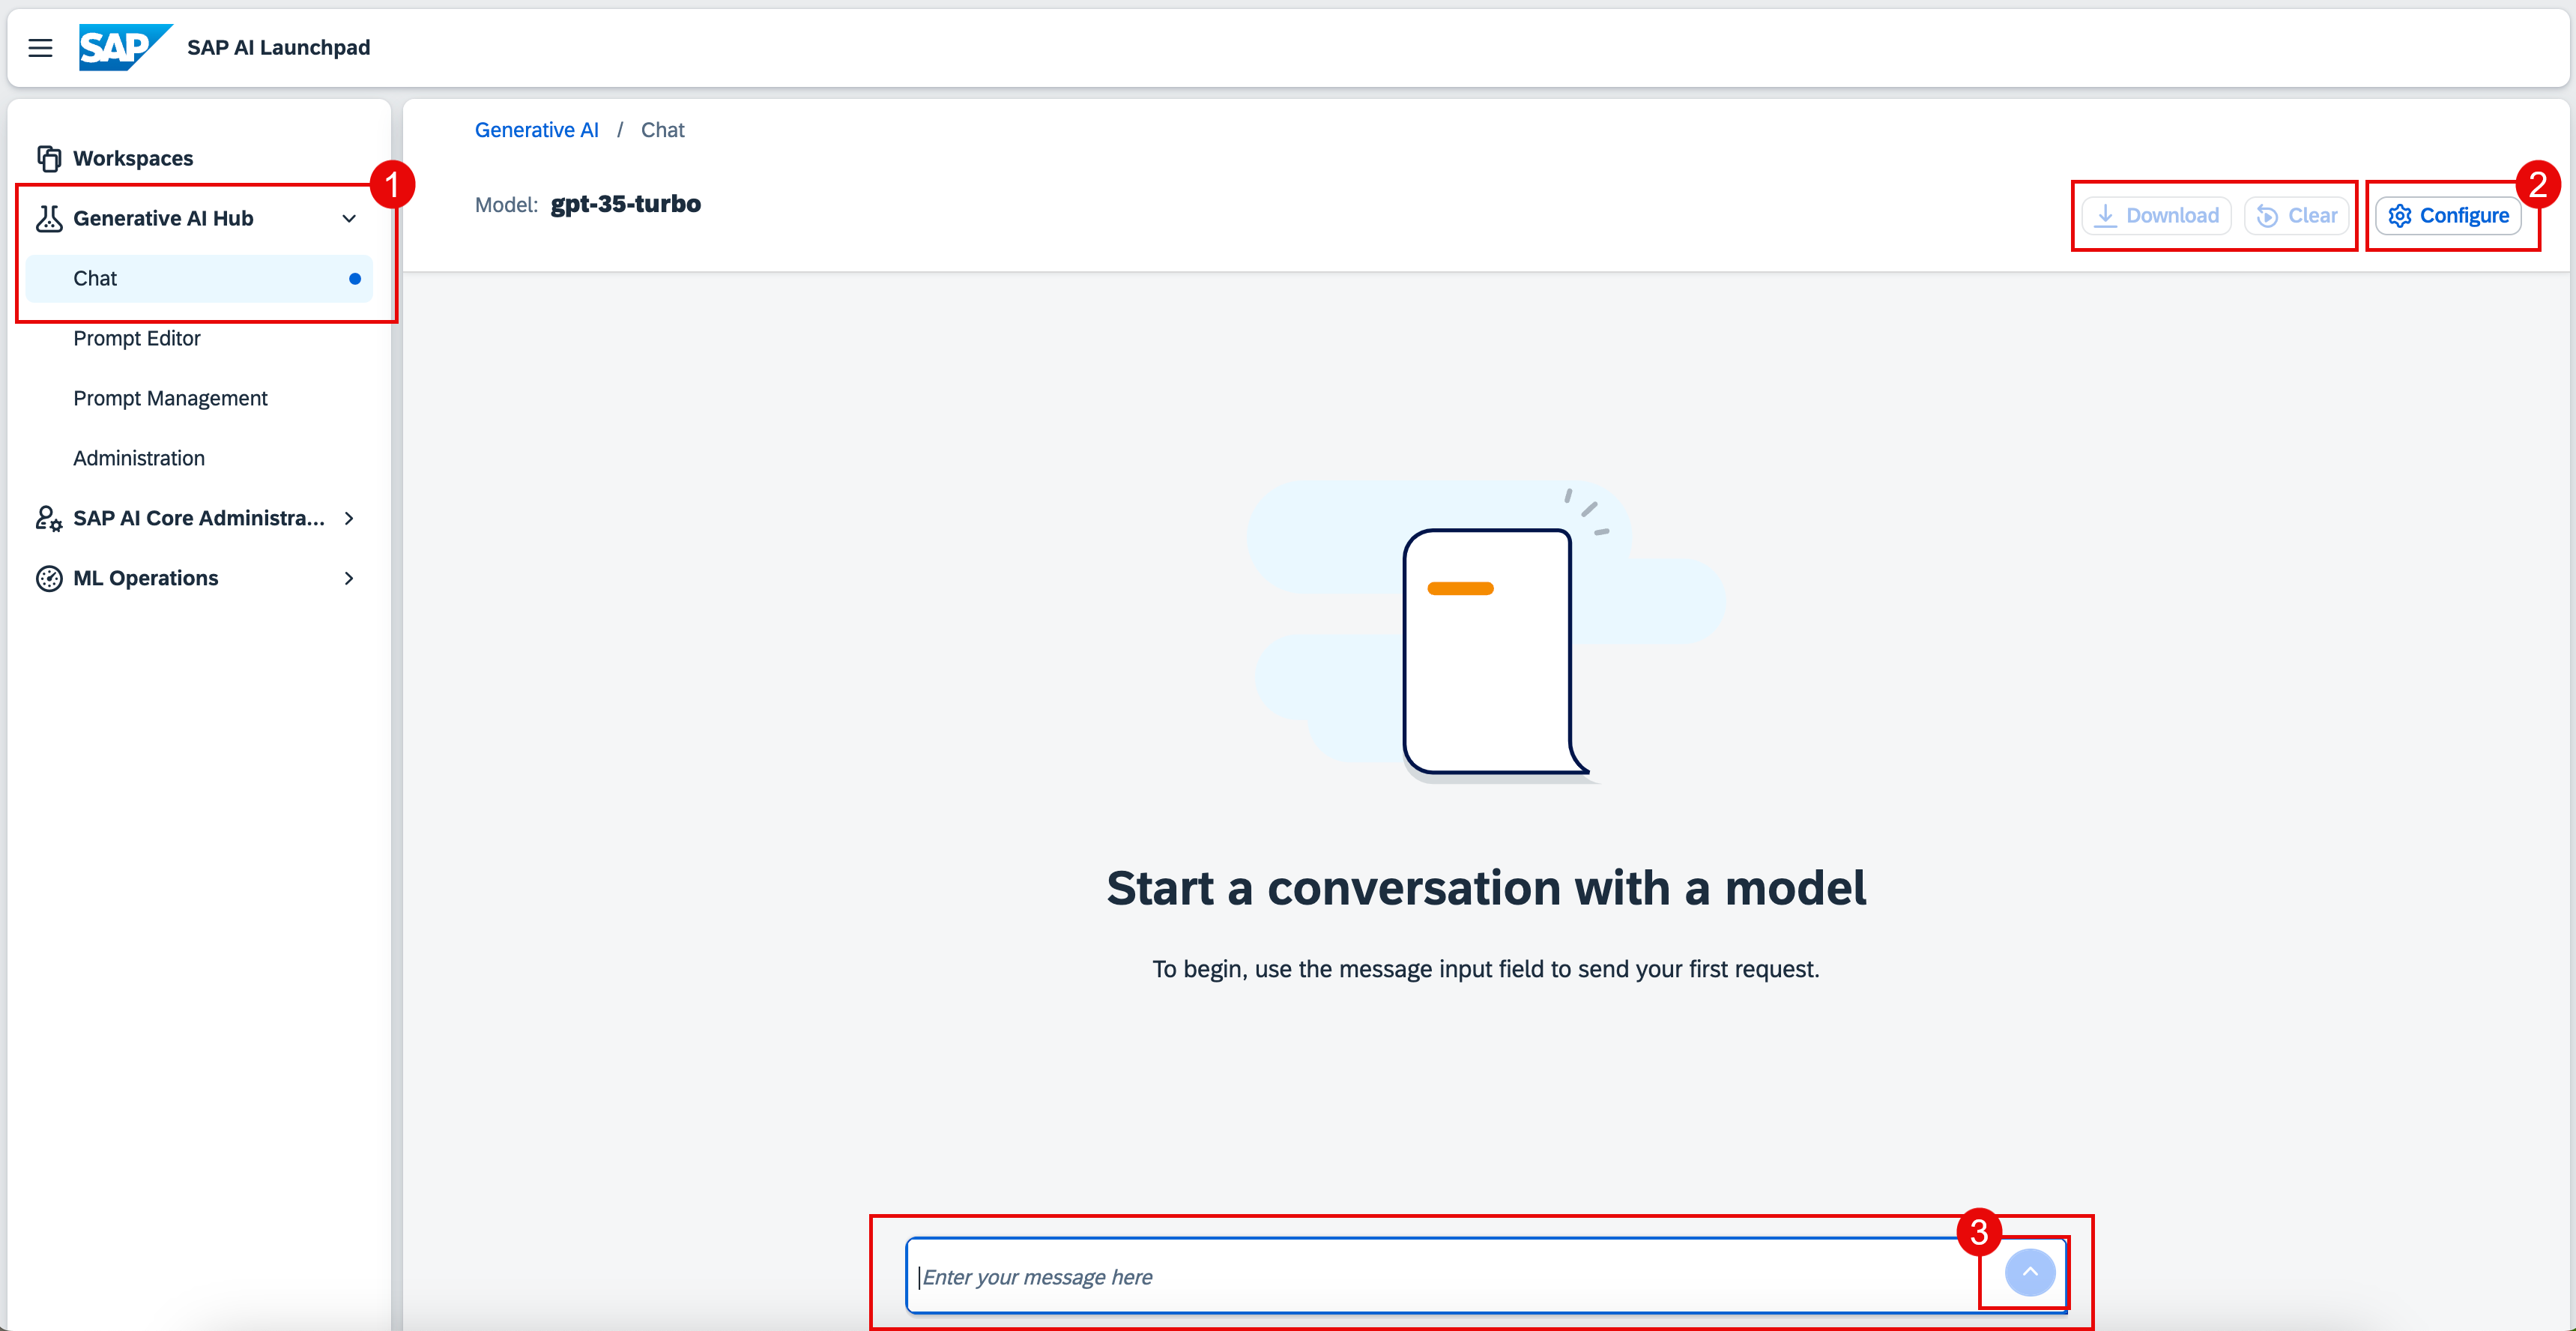 SAP SAP AI Launchpad
Workspaces
1
Generative AI Hub
Chat
Prompt Editor
Prompt Management
Administration
SAP AI Core Administra...
ML Operations
Generative AI / Chat
Model: gpt-35-turbo
Download Clear Configure
2
Start a conversation with a model
To begin, use the message input field to send your first request.
3
Enter your message here